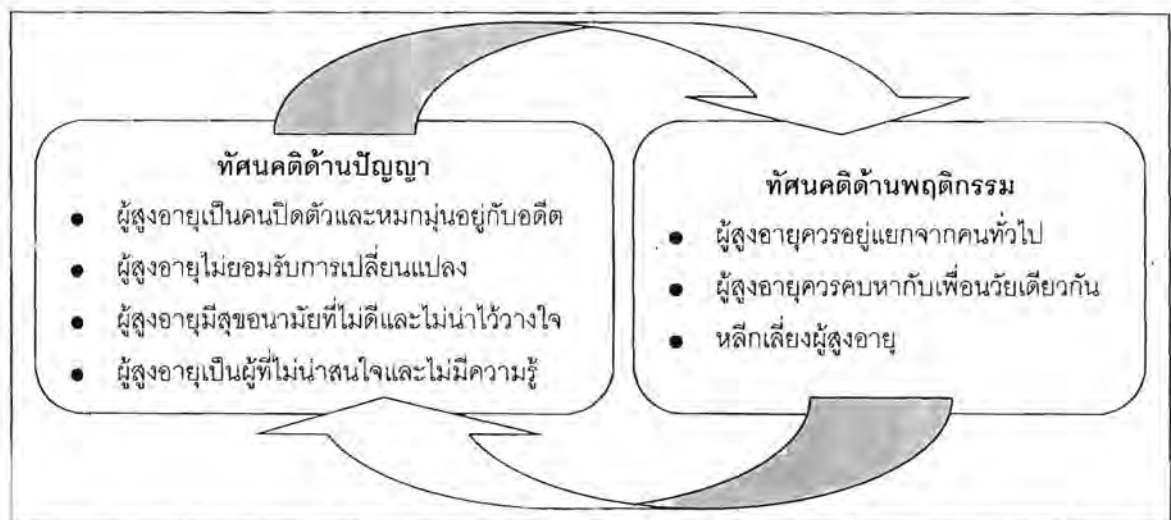 ทัศนคติด้านปัญญา
● ผู้สูงอายุเป็นคนปิดตัวและหมกมุ่นอยู่กับอดีต
● ผู้สูงอายุไม่ยอมรับการเปลี่ยนแปลง
● ผู้สูงอายุมีสุขอนามัยที่ไม่ดีและไม่น่าไว้วางใจ
● ผู้สูงอายุเป็นผู้ที่ไม่น่าสนใจและไม่มีความรู้
ทัศนคติด้านพฤติกรรม
● ผู้สูงอายุควรอยู่แยกจากคนทั่วไป
● ผู้สูงอายุควรคบหากับเพื่อนวัยเดียวกัน
● หลีกเลี่ยงผู้สูงอายุ